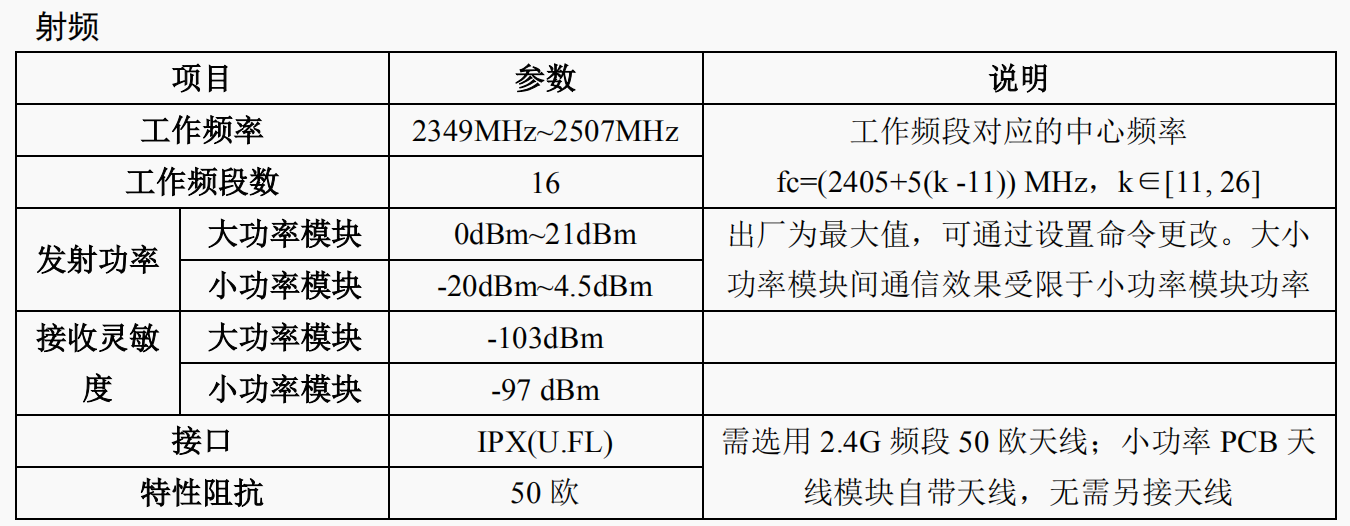 射频
项目 参数 说明
工作频率 2349MHz~2507MHz 工作频段对应的中心频率
工作频段数 16 fc=(2405+5(k -11)) MHz，k∈[11, 26]
发射功率 大功率模块 0dBm~21dBm 出厂为最大值，可通过设置命令更改。大小
小功率模块 -20dBm~4.5dBm 功率模块间通信效果受限于小功率模块功率
接收灵敏 大功率模块 -103dBm
度 小功率模块 -97 dBm
接口 IPX(U.FL) 需选用 2.4G 频段 50 欧天线；小功率 PCB 天
特性阻抗 50 欧 线模块自带天线，无需另接天线